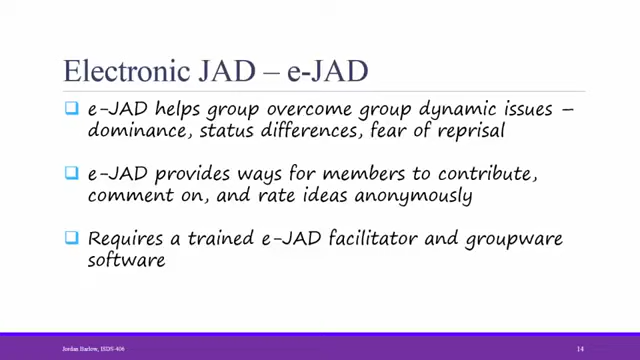 Electronic JAD – e-JAD
e-JAD helps group overcome group dynamic issues –
dominance, status differences, fear of reprisal
e-JAD provides ways for members to contribute,
comment on, and rate ideas anonymously
Requires a trained e-JAD facilitator and groupware
software
Jordan Barlow, ISDS-406
14